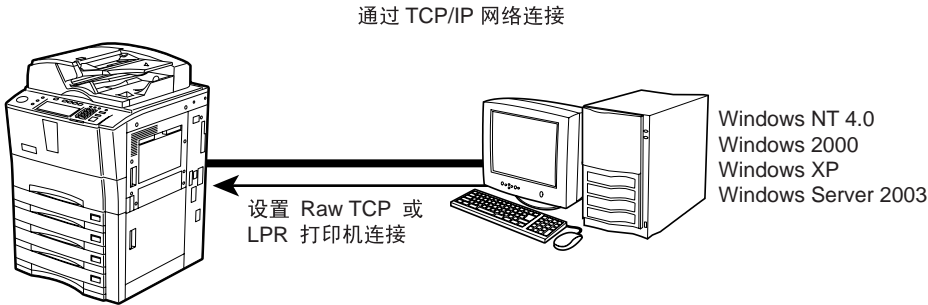 通过 TCP/IP 网络连接
Windows NT 4.0
Windows 2000
Windows XP
Windows Server 2003
设置 Raw TCP 或
LPR 打印机连接